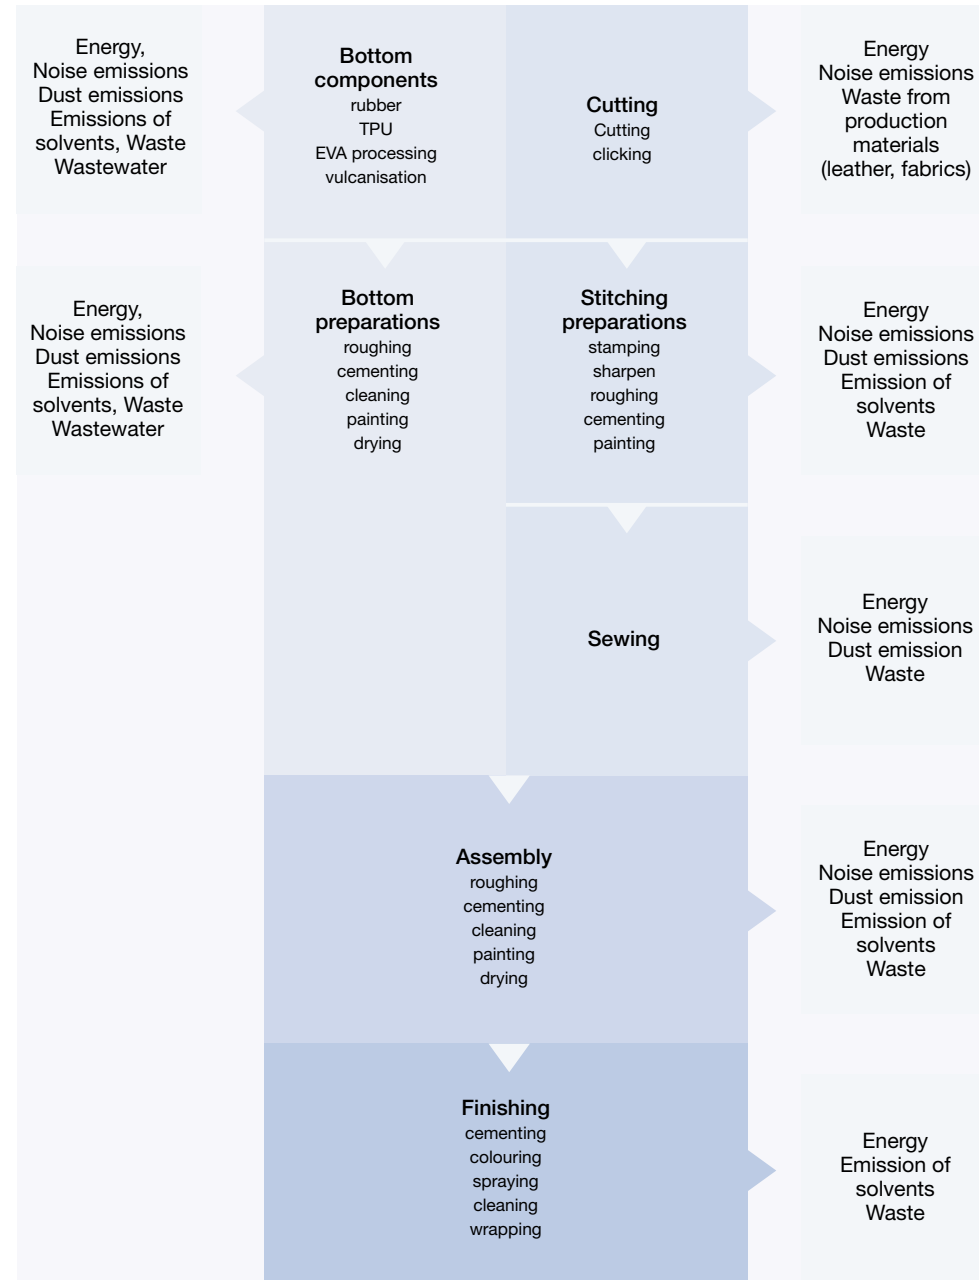 Energy,
Noise emissions
Dust emissions
Emissions of
solvents, Waste
Wastewater
Bottom
components
rubber
TPU
EVA processing
vulcanisation
Cutting
Cutting
clicking
Energy
Noise emissions
Waste from
production
materials
(leather, fabrics)
Energy,
Noise emissions
Dust emissions
Emissions of
solvents, Waste
Wastewater
Bottom
preparations
roughing
cementing
cleaning
painting
drying
Stitching
preparations
stamping
sharpen
roughing
cementing
painting
Energy
Noise emissions
Dust emissions
Emission of
solvents
Waste
Sewing
Energy
Noise emissions
Dust emission
Waste
Assembly
roughing
cementing
cleaning
painting
drying
Energy
Noise emissions
Dust emission
Emission of
solvents
Waste
Finishing
cementing
colouring
spraying
cleaning
wrapping
Energy
Emission of
solvents
Waste